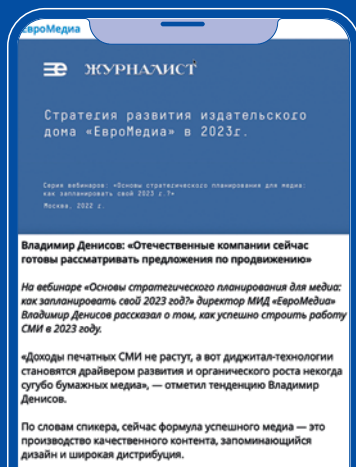 ЕвроМедиа
ЖУРНАЛИСТ
Стратегия развития издательского
дома «ЕвроМедиа» в 2023г.
Серия вебинаров: «Основы стратегического планирования для медиа:
как запланировать свой 2023 г.?»
Москва, 2022 г.
Владимир Денисов: «Отечественные компании сейчас
готовы рассматривать предложения по продвижению»
На вебинаре «Основы стратегического планирования для медиа:
как запланировать свой 2023 год?» директор МИД «ЕвроМедиа»
Владимир Денисов рассказал о том, как успешно строить работу
СМИ в 2023 году.
«Доходы печатных СМИ не растут, а вот диджитал-технологии
становятся драйвером развития и органического роста некогда
сугубо бумажных медиа», — отметил тенденцию Владимир
Денисов.
По словам спикера, сейчас формула успешного медиа — это
производство качественного контента, запоминающийся
дизайн и широкая дистрибуция.